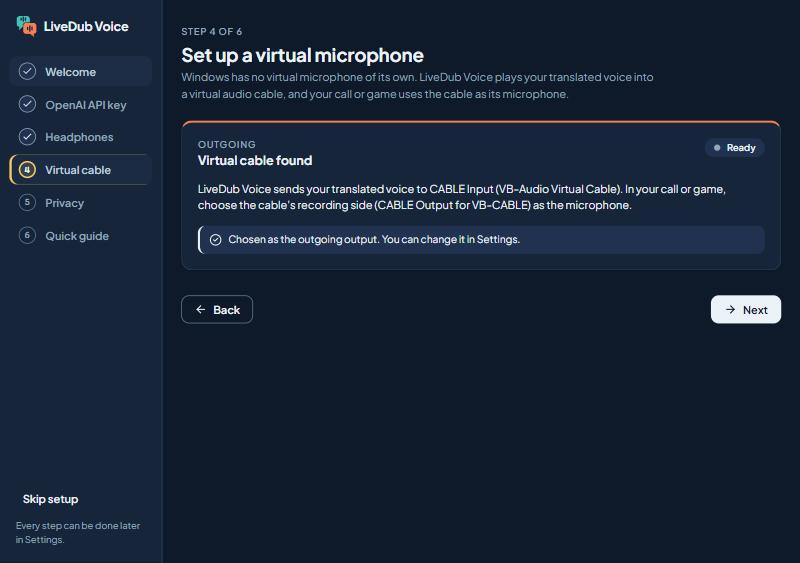 LiveDub Voice
Welcome
OpenAI API key
Headphones
4 Virtual cable
5 Privacy
6 Quick guide
Skip setup
Every step can be done later
in Settings.
STEP 4 OF 6
Set up a virtual microphone
Windows has no virtual microphone of its own. LiveDub Voice plays your translated voice into
a virtual audio cable, and your call or game uses the cable as its microphone.
OUTGOING
Virtual cable found
Ready
LiveDub Voice sends your translated voice to CABLE Input (VB-Audio Virtual Cable). In your call or game,
choose the cable's recording side (CABLE Output for VB-CABLE) as the microphone.
Chosen as the outgoing output. You can change it in Settings.
Back
Next